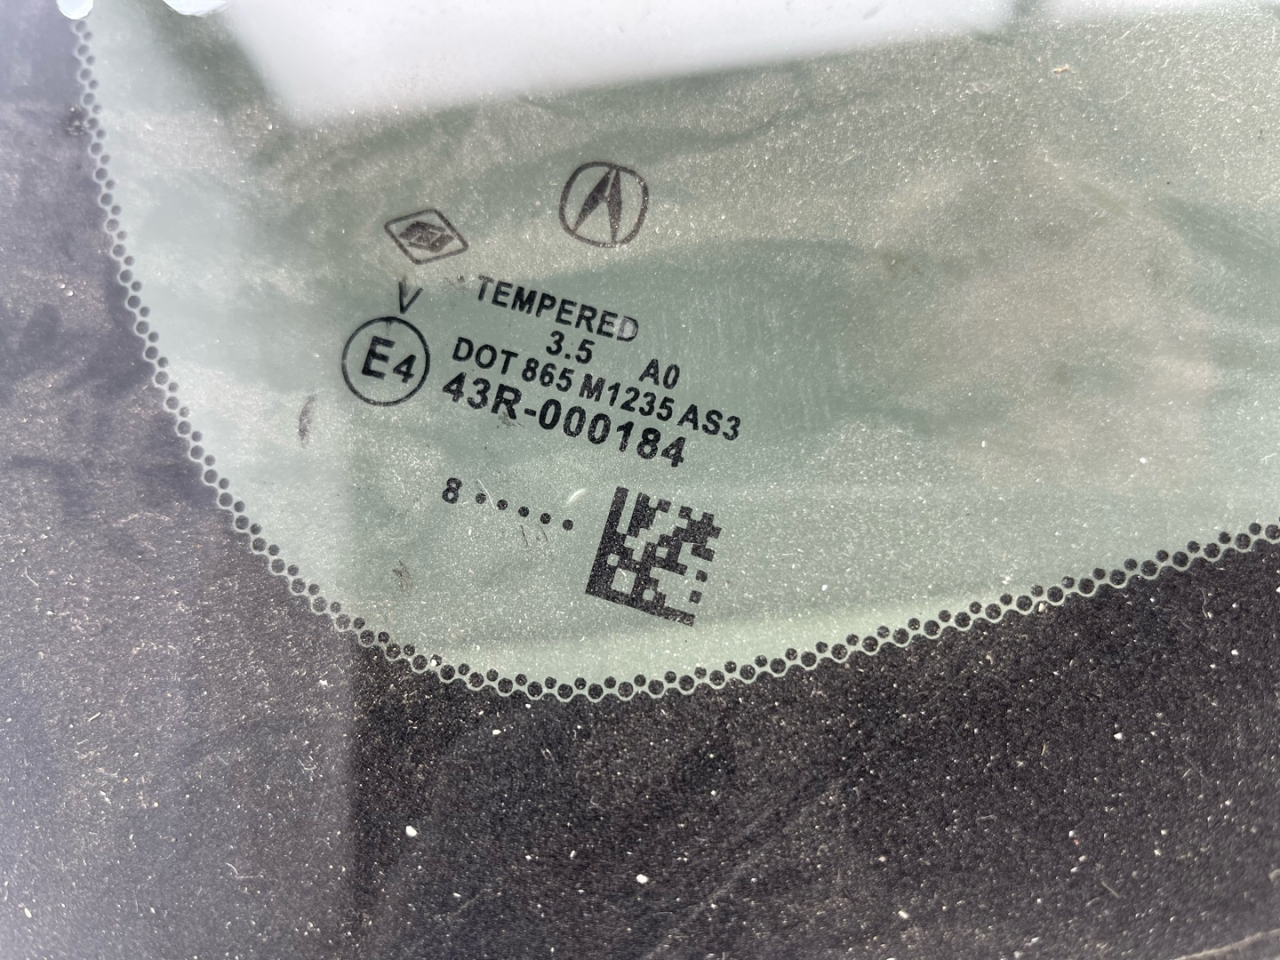 TEMPERED
V
3.5 A0
E4
DOT 865 M1235 AS3
43R-000184
8•••••